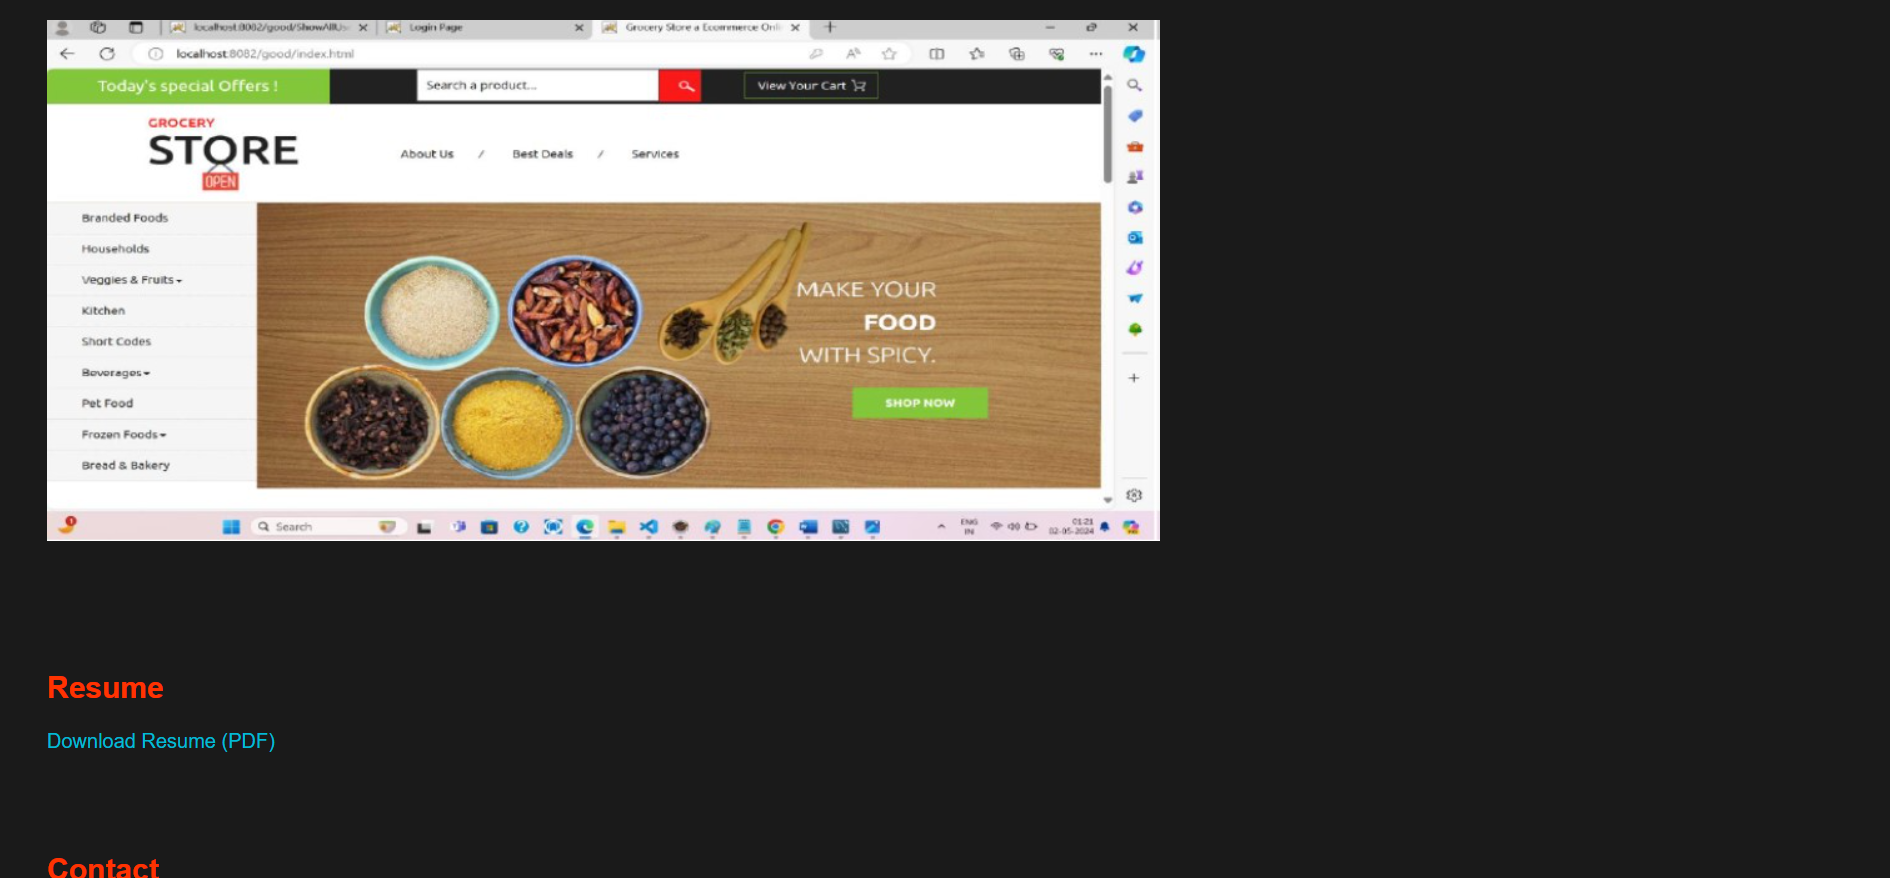 localhost:8082/good/ShowAllUs
Login Page
Grocery Store a Ecommerce Onli
localhost:8082/good/index.html
Today's special Offers !
Search a product...
View Your Cart
GROCERY
STORE
OPEN
About Us / Best Deals / Services
Branded Foods
Households
Veggies & Fruits
Kitchen
Short Codes
Beverages
Pet Food
Frozen Foods
Bread & Bakery
MAKE YOUR
FOOD
WITH SPICY.
SHOP NOW
1
Search
ENG
IN
01:21
02-05-2024
Resume
Download Resume (PDF)
Contact